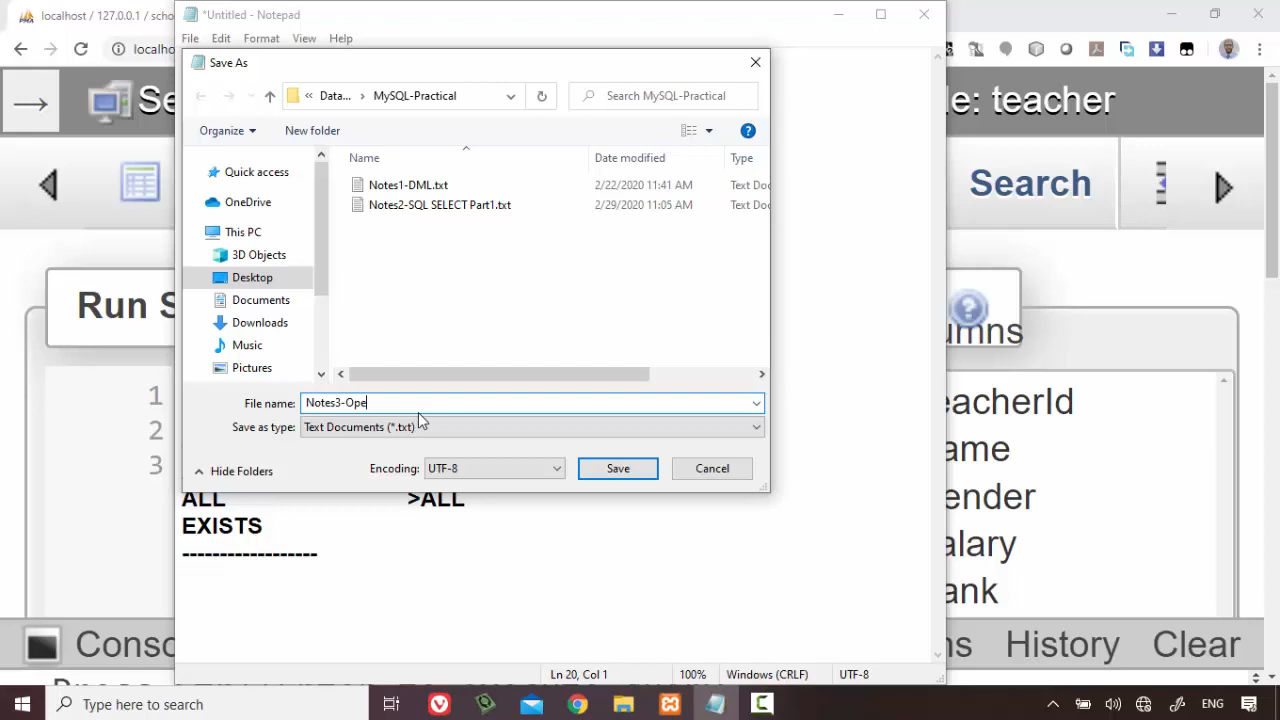 localhost / 127.0.0.1 / scho
*Untitled - Notepad
File Edit Format View Help
localho
Save As
Data... > MySQL-Practical
Search MySQL-Practical
Organize
New folder
Name
Date modified
Type
Quick access
OneDrive
This PC
3D Objects
Desktop
Documents
Downloads
Music
Pictures
Notes1-DML.txt 2/22/2020 11:41 AM Text Doc
Notes2-SQL SELECT Part1.txt 2/29/2020 11:05 AM Text Doc
File name: Notes3-Ope
Save as type: Text Documents (*.txt)
Hide Folders
Encoding: UTF-8
Save
Cancel
ALL >ALL
EXISTS
------------------
Ln 20, Col 1 100% Windows (CRLF) UTF-8
Se
le: teacher
Search
Run S
umns
1
2
3
eacherId
ame
ender
alary
ank
Conso
ns History Clear
Type here to search
ENG